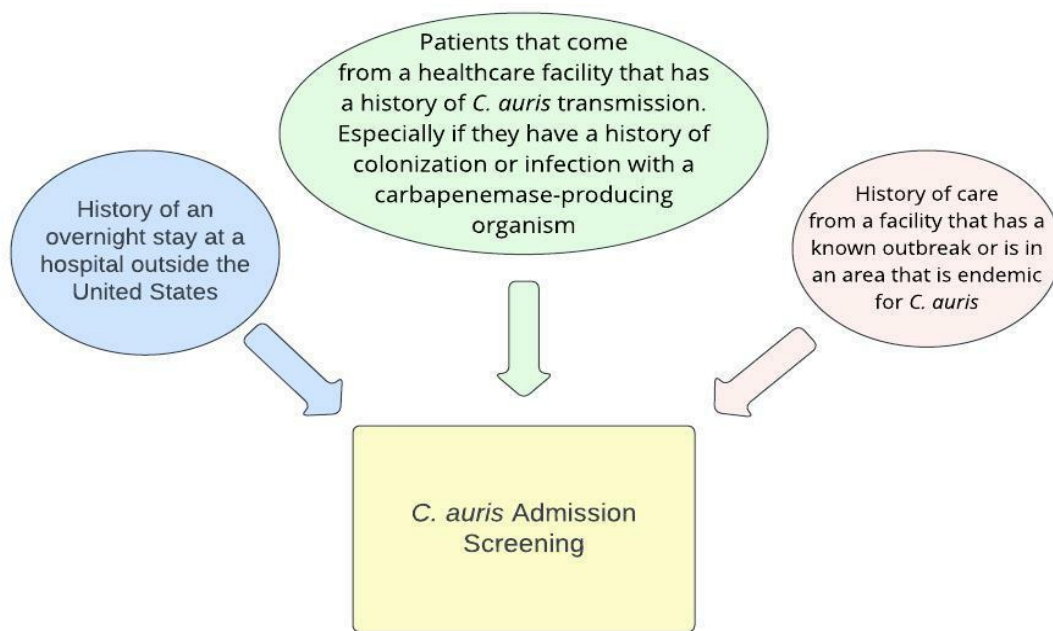 Patients that come
from a healthcare facility that has
a history of C. auris transmission.
Especially if they have a history of
colonization or infection with a
carbapenemase-producing
organism
History of an
overnight stay at a
hospital outside the
United States
History of care
from a facility that has a
known outbreak or is in
an area that is endemic
for C. auris
C. auris Admission
Screening